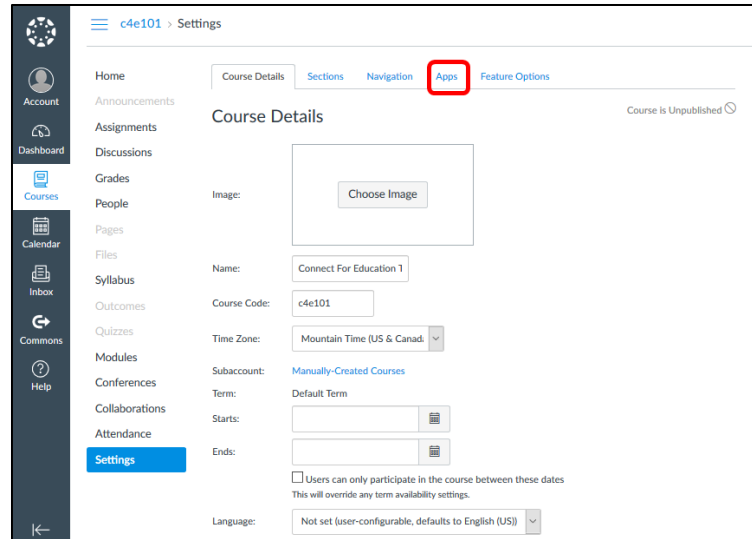 c4e101 > Settings
Account
Dashboard
Courses
Calendar
Inbox
Commons
Help
Home
Announcements
Assignments
Discussions
Grades
People
Pages
Files
Syllabus
Outcomes
Quizzes
Modules
Conferences
Collaborations
Attendance
Settings
Course Details Sections Navigation Apps Feature Options
Course Details
Course is Unpublished
Image: Choose Image
Name: Connect For Education
Course Code: c4e101
Time Zone: Mountain Time (US & Canad
Subaccount: Manually-Created Courses
Term: Default Term
Starts:
Ends:
Users can only participate in the course between these dates
This will override any term availability settings.
Language: Not set (user-configurable, defaults to English (US))